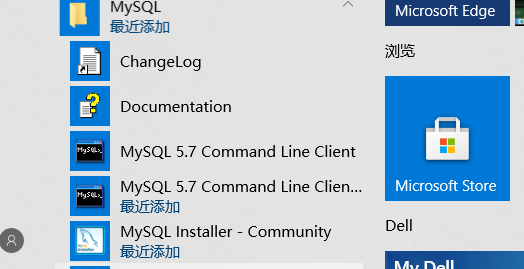 MySQL
最近添加
ChangeLog
Documentation
MySQL 5.7 Command Line Client
MySQL 5.7 Command Line Clien...
最近添加
MySQL Installer - Community
最近添加
Microsoft Edge
浏览
Microsoft Store
Dell
My Dell